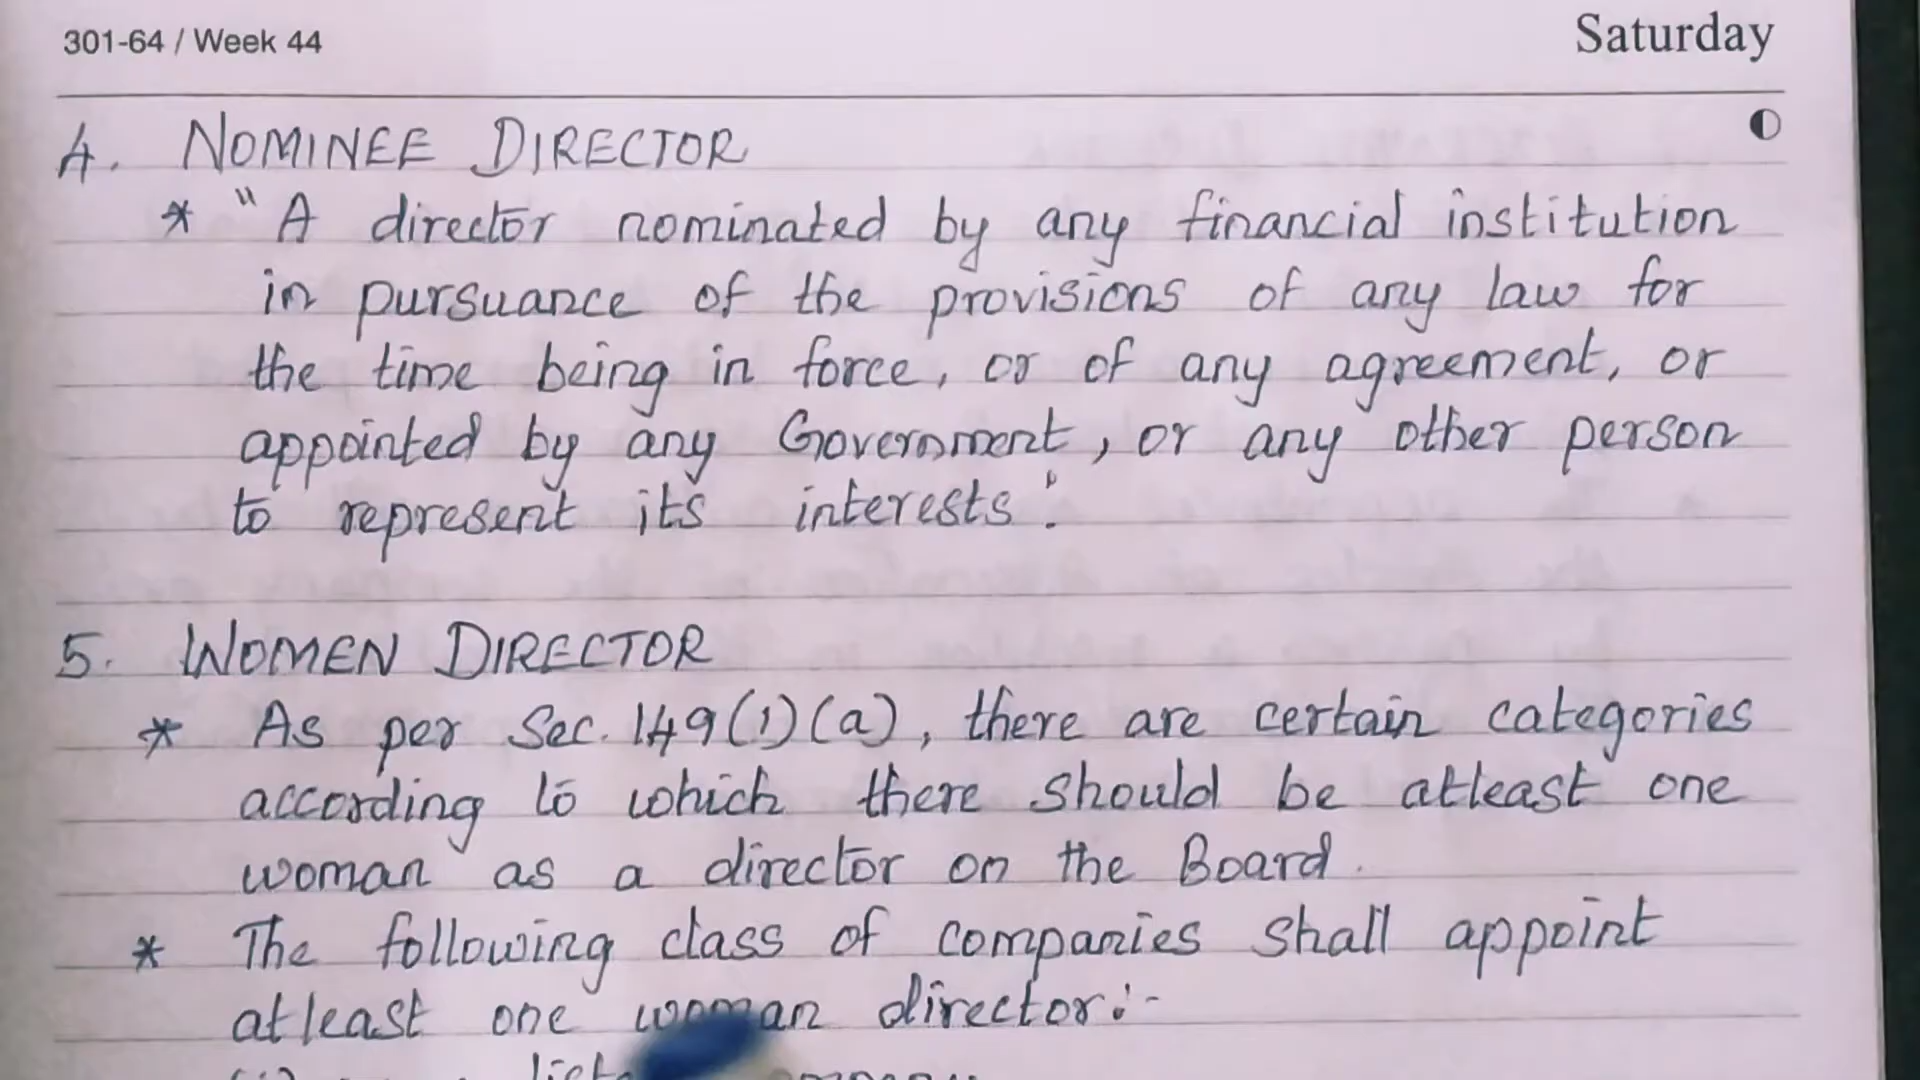 301-64 / Week 44
Saturday
4. NOMINEE DIRECTOR
* "A director nominated by any financial institution
in pursuance of the provisions of any law for
the time being in force, or of any agreement, or
appointed by any Government, or any other person
to represent its interests."
5. WOMEN DIRECTOR
* As per Sec. 149(1)(a), there are certain categories
according to which there should be atleast one
woman as a director on the Board.
* The following class of companies shall appoint
atleast one woman director:-